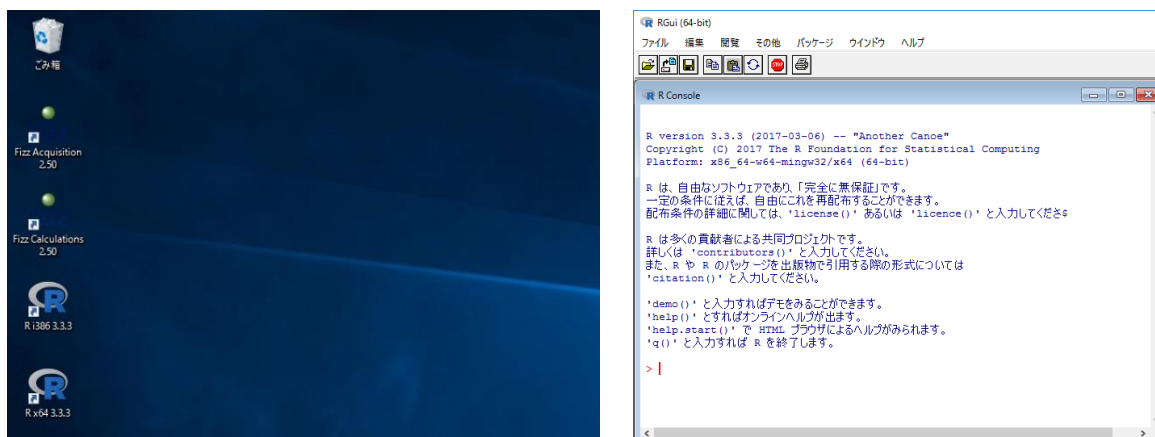 ごみ箱
Fizz Acquisition
2.50
Fizz Calculations
2.50
R i386 3.3.3
R x64 3.3.3
RGui (64-bit)
ファイル 編集 閲覧 その他 パッケージ ウインドウ ヘルプ
STOP
R Console
R version 3.3.3 (2017-03-06) -- "Another Canoe"
Copyright (C) 2017 The R Foundation for Statistical Computing
Platform: x86_64-w64-mingw32/x64 (64-bit)
R は、自由なソフトウェアであり、「完全に無保証」です。
一定の条件に従えば、自由にこれを再配布することができます。
配布条件の詳細に関しては、'license()' あるいは 'licence()' と入力してくださ$
R は多くの貢献者による共同プロジェクトです。
詳しくは 'contributors()' と入力してください。
また、R や R のパッケージを出版物で引用する際の形式については
'citation()' と入力してください。
'demo()' と入力すればデモをみることができます。
'help()' とすればオンラインヘルプが出ます。
'help.start()' で HTML ブラウザによるヘルプがみられます。
'q()' と入力すれば R を終了します。
>